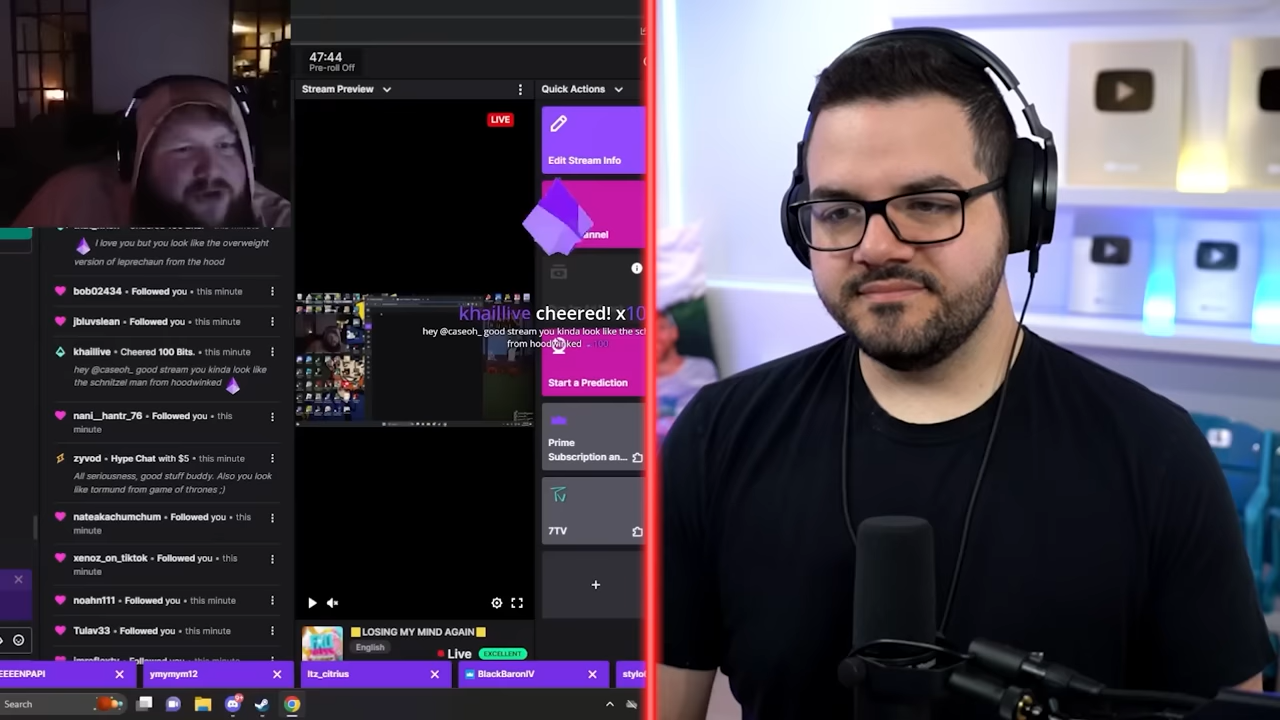 47:44
Pre-roll Off
Stream Preview
Quick Actions
LIVE
Edit Stream Info
I love you but you look like the overweight
version of leprechaun from the hood
bob02434 • Followed you • this minute
jbluvslean • Followed you • this minute
khaillive • Cheered 100 Bits. • this minute
hey @caseoh_ good stream you kinda look like
the schnitzel man from hoodwinked
nani__hantr_76 • Followed you • this
minute
zyvod • Hype Chat with $5 • this minute
All seriousness, good stuff buddy. Also you look
like tormund from game of thrones ;)
nateakachumchum • Followed you • this
minute
xenoz_on_tiktok • Followed you • this
minute
noahn111 • Followed you • this minute
Tulav33 • Followed you • this minute
khaillive cheered! x10
hey @caseoh_ good stream you kinda look like the
from hoodwinked
100
Start a Prediction
Prime
Subscription an...
7TV
LOSING MY MIND AGAIN
English
Live
EXCELLENT
EEEENPAPI
ymymym12
Itz_citrius
BlackBaronIV
Search